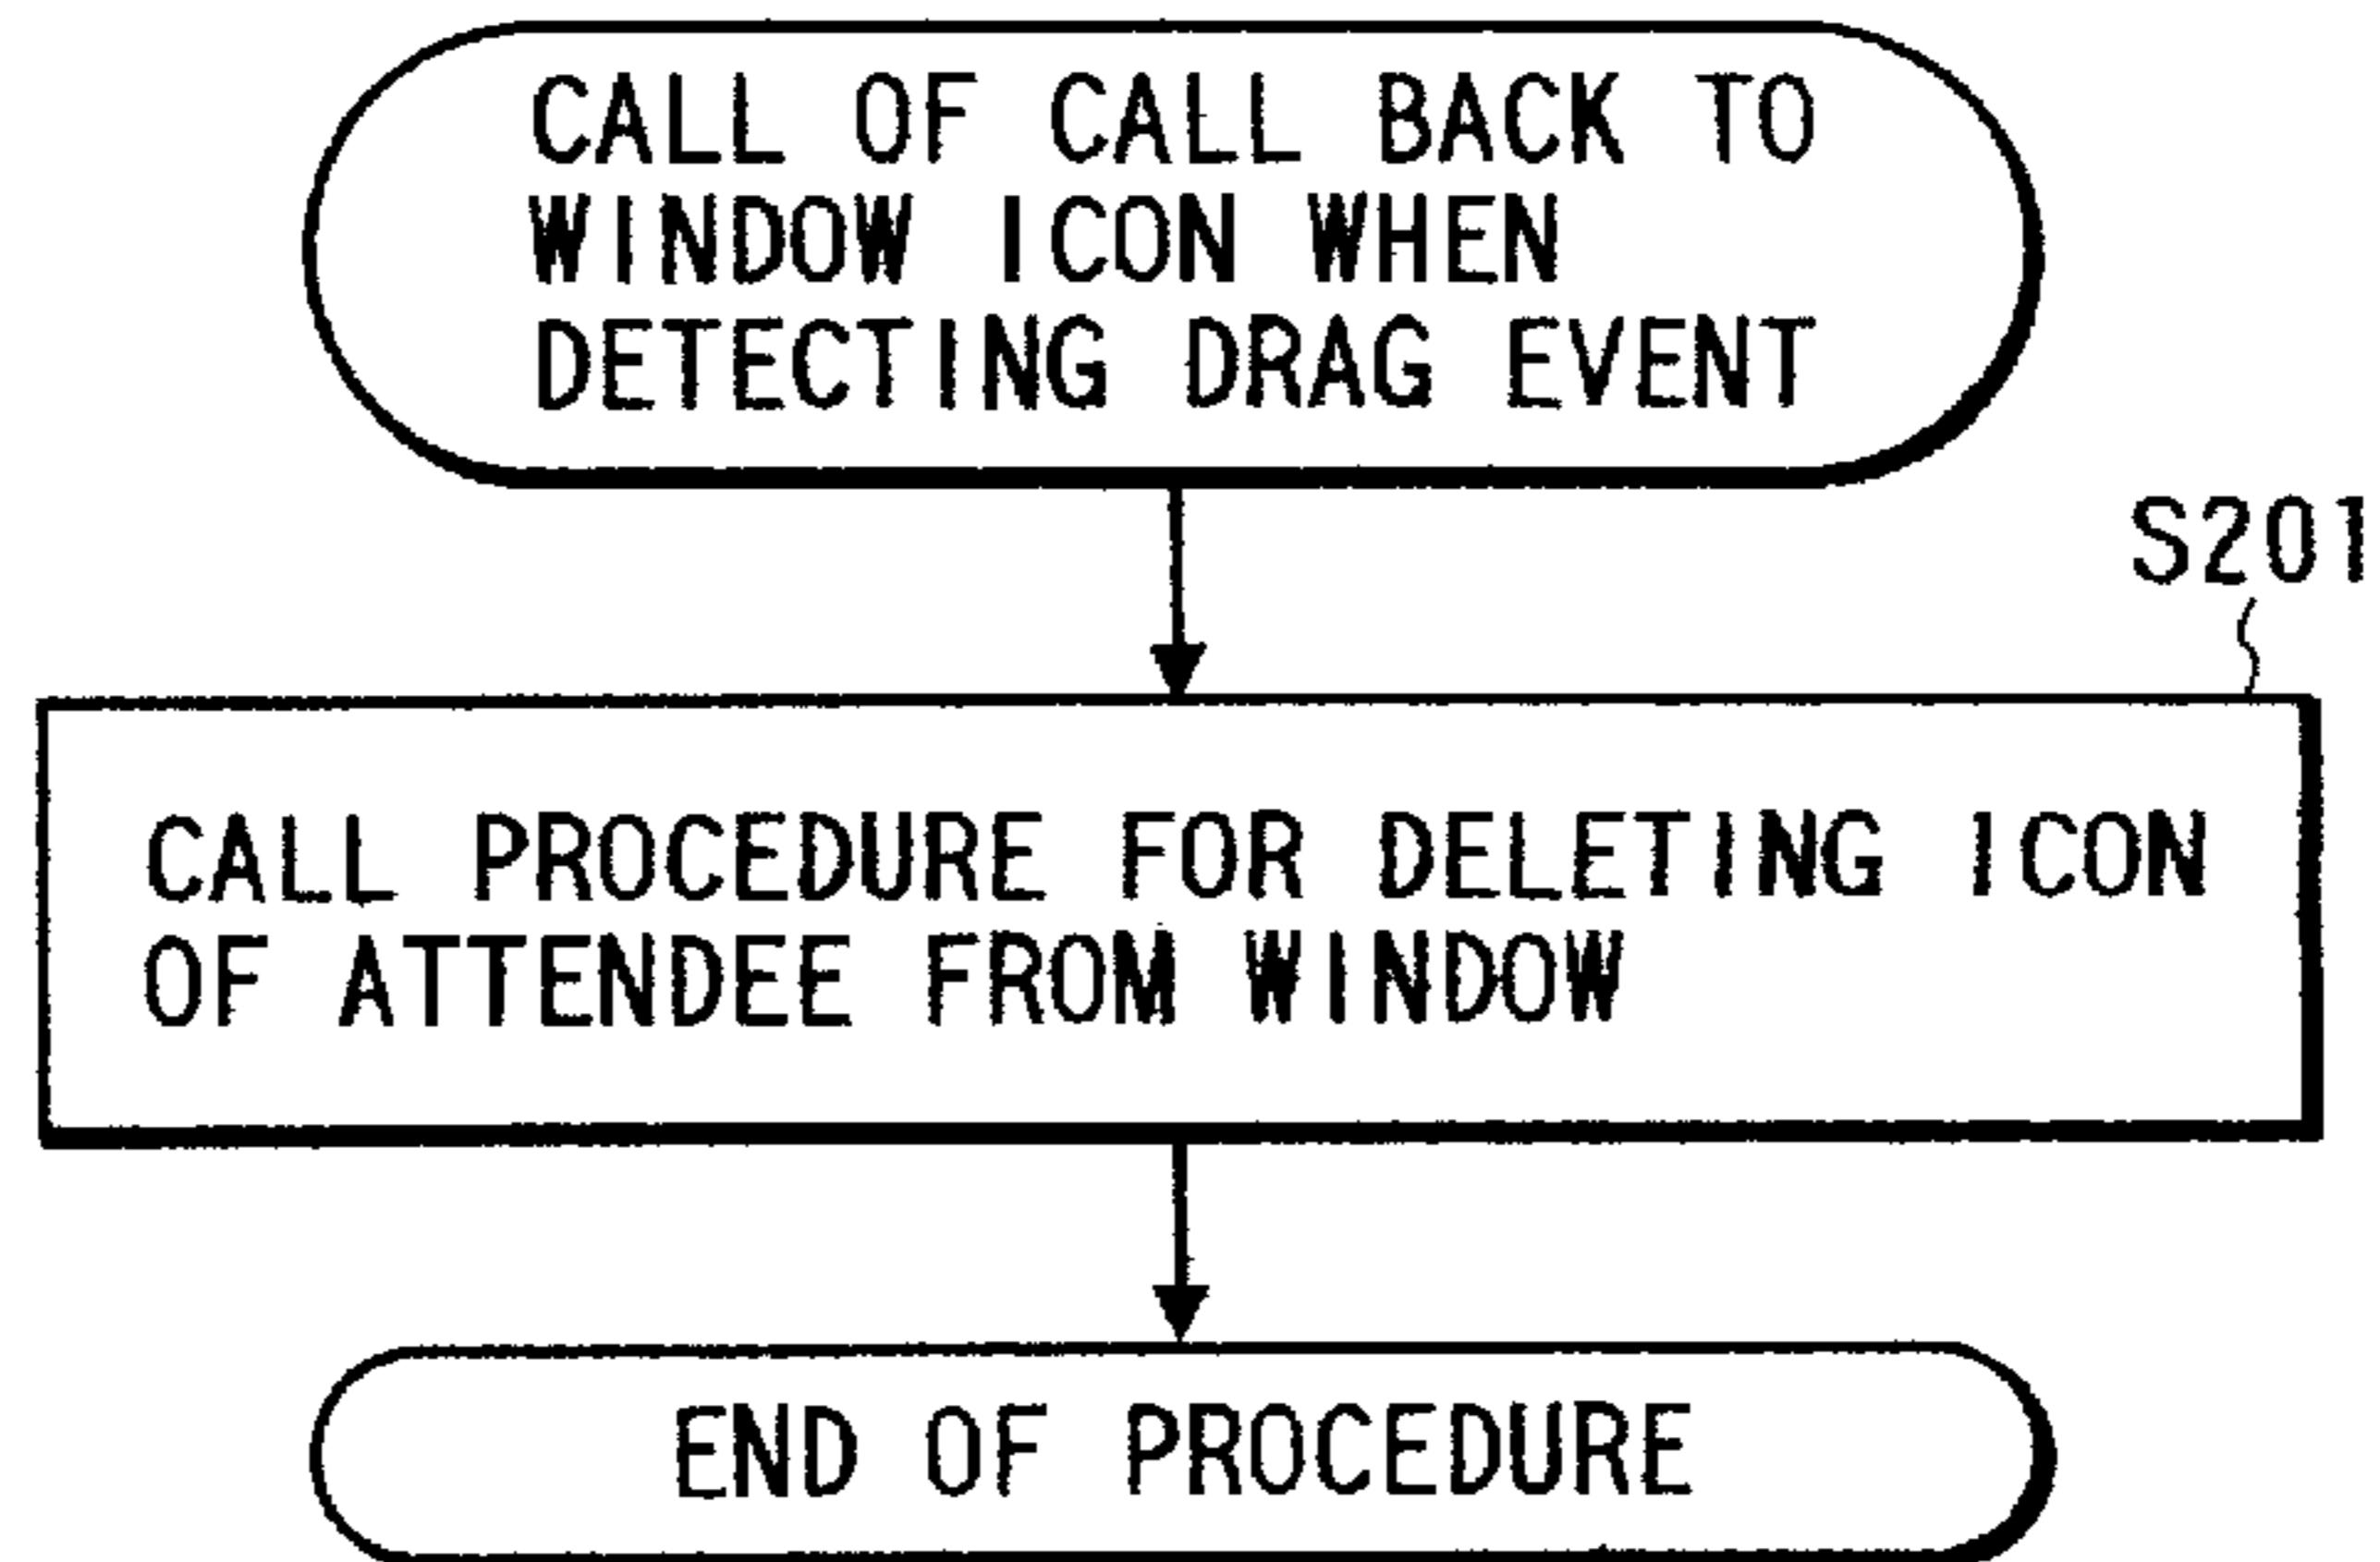 CALL OF CALL BACK TO
WINDOW ICON WHEN
DETECTING DRAG EVENT
S201
CALL PROCEDURE FOR DELETING ICON
OF ATTENDEE FROM WINDOW
END OF PROCEDURE